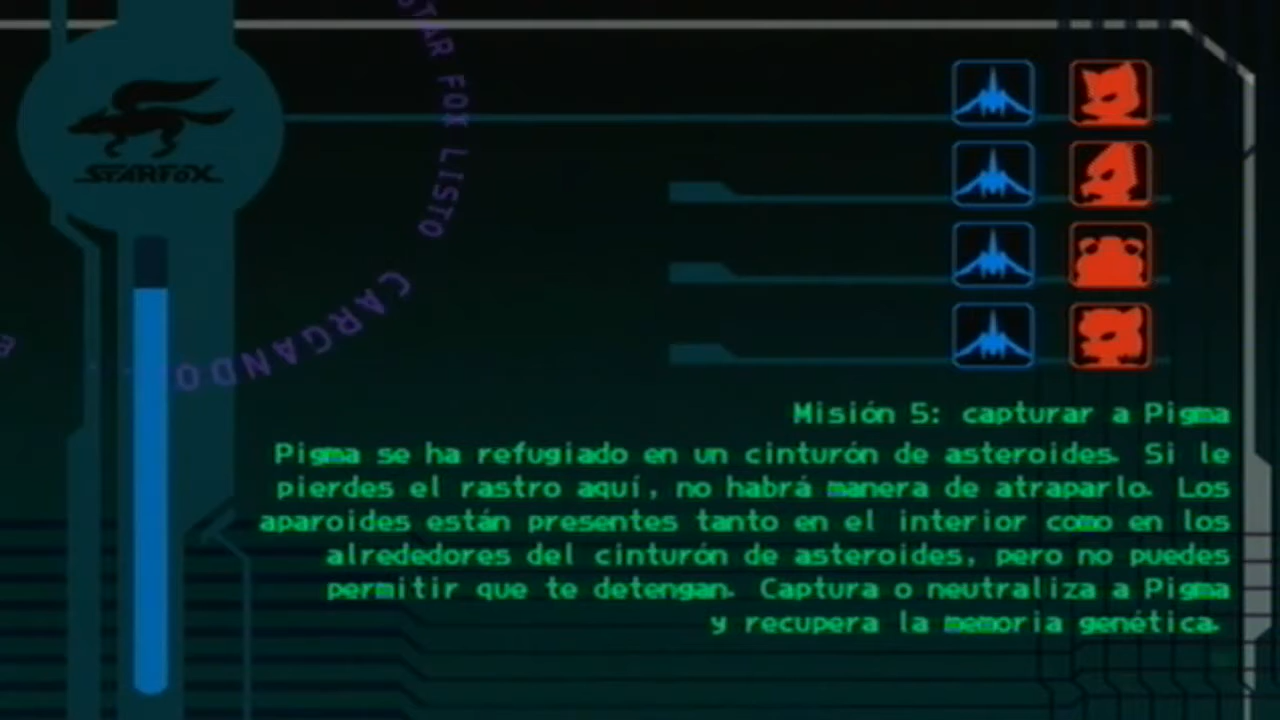 STAR FOX LISTO
STARFOX
CARGANDO
Misión 5: capturar a Pigma
Pigma se ha refugiado en un cinturón de asteroides. Si le
pierdes el rastro aquí, no habrá manera de atraparlo. Los
aparoides están presentes tanto en el interior como en los
alrededores del cinturón de asteroides, pero no puedes
permitir que te detengan. Captura o neutraliza a Pigma
y recupera la memoria genética.